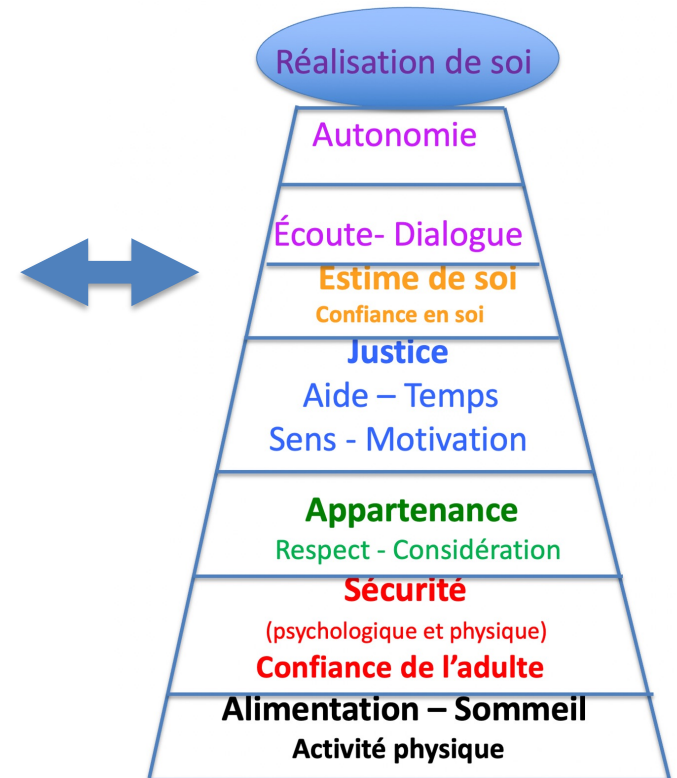 Réalisation de soi
Autonomie
Écoute- Dialogue
Estime de soi
Confiance en soi
Justice
Aide – Temps
Sens - Motivation
Appartenance
Respect - Considération
Sécurité
(psychologique et physique)
Confiance de l’adulte
Alimentation – Sommeil
Activité physique